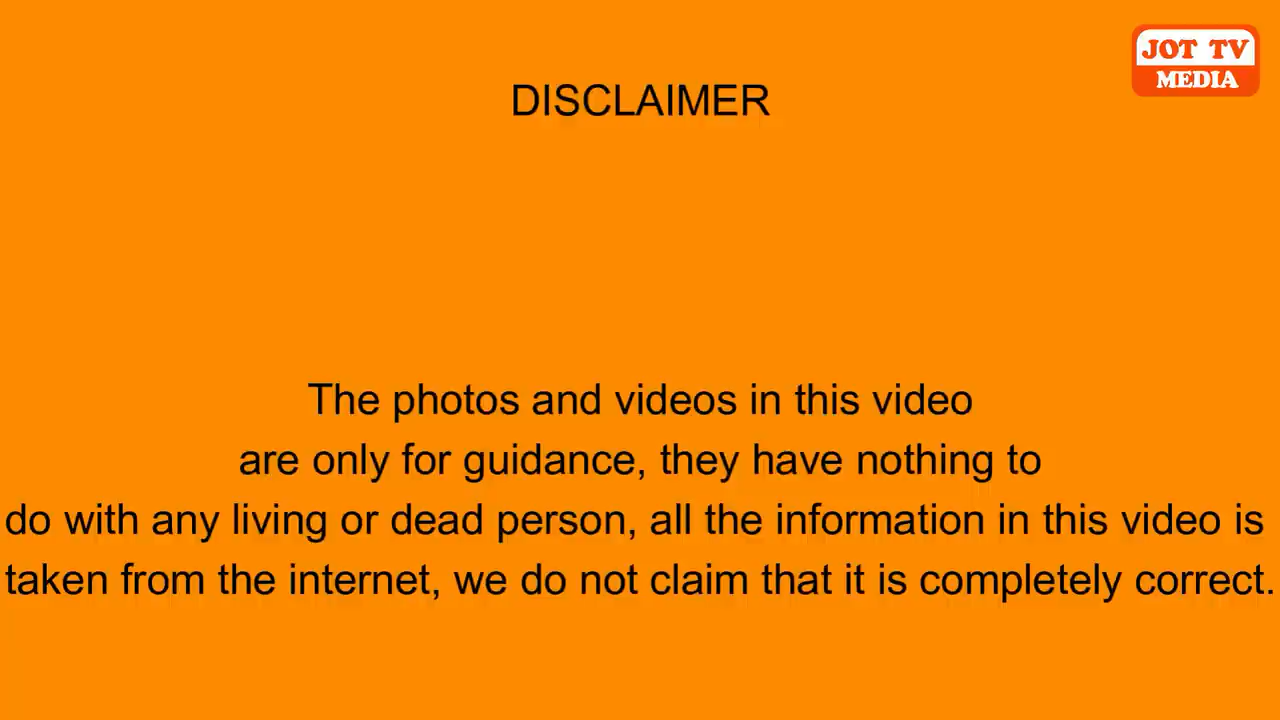 JOT TV
MEDIA
DISCLAIMER
The photos and videos in this video
are only for guidance, they have nothing to
do with any living or dead person, all the information in this video is
taken from the internet, we do not claim that it is completely correct.